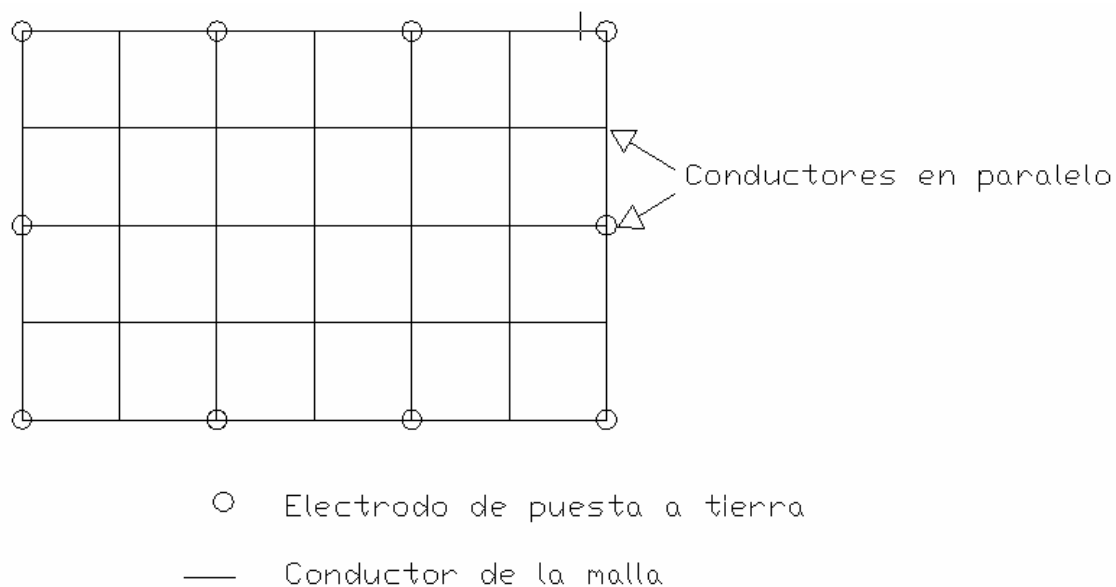 Conductores en paralelo
Electrodo de puesta a tierra
Conductor de la malla